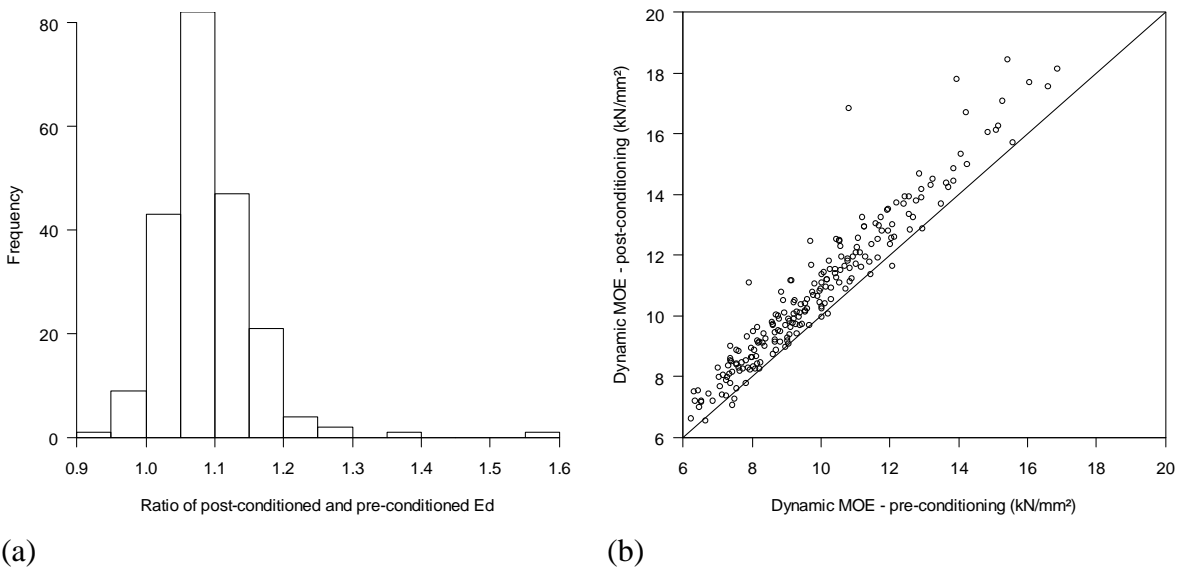 80
60
40
20
0
Frequency
0.9 1.0 1.1 1.2 1.3 1.4 1.5 1.6
Ratio of post-conditioned and pre-conditioned Ed
(a)
20
18
16
14
12
10
8
6
Dynamic MOE - post-conditioning (kN/mm²)
6 8 10 12 14 16 18 20
Dynamic MOE - pre-conditioning (kN/mm²)
(b)